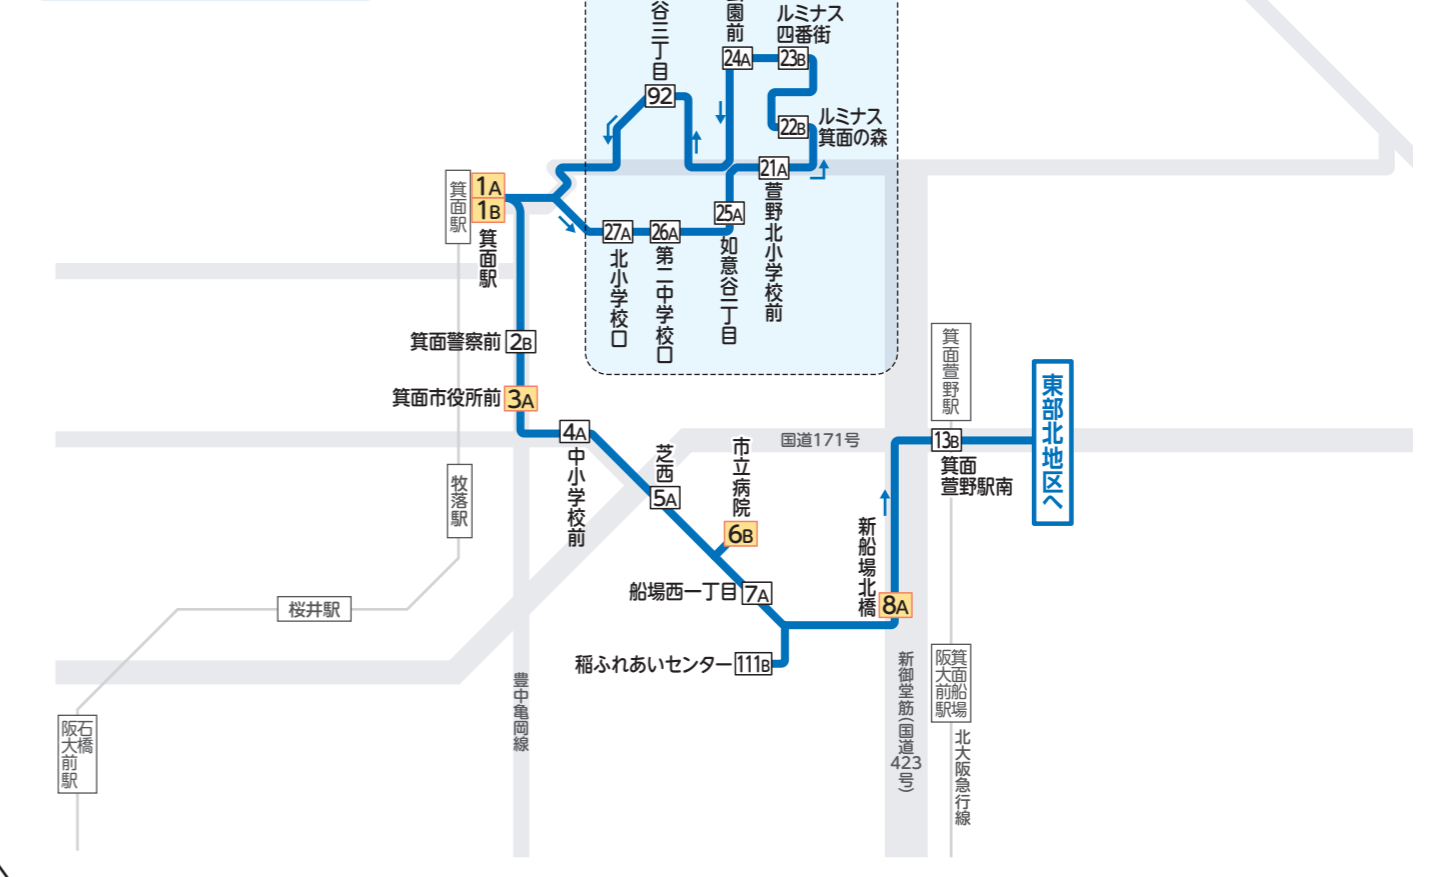 谷三丁目
園前
ルミナス
四番街
24A
23B
92
22B
ルミナス
箕面の森
21A
萱野北小学校前
25A
如意谷二丁目
27A
北小学校口
26A
第二中学校口
箕面駅
1A
1B
箕面駅
箕面警察前
2B
箕面市役所前
3A
4A
中小学校前
芝西
5A
市立病院
6B
船場西一丁目
7A
稲ふれあいセンター
111B
新船場北橋
8A
国道171号
箕面萱野駅
13B
箕面
萱野駅南
東部北地区へ
牧落駅
桜井駅
石橋
阪大前駅
豊中亀岡線
新御堂筋(国道423号)
箕面船場
阪大前駅
北大阪急行線